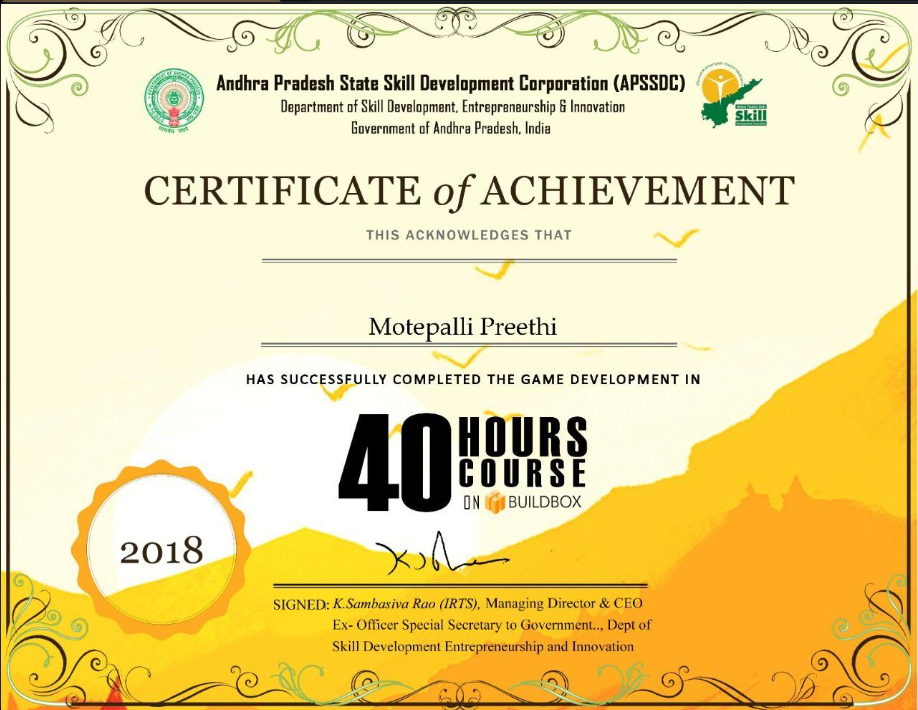 Andhra Pradesh State Skill Development Corporation (APSSDC)
Department of Skill Development, Entrepreneurship & Innovation
Government of Andhra Pradesh, India
Skill
CERTIFICATE of ACHIEVEMENT
THIS ACKNOWLEDGES THAT
Motepalli Preethi
HAS SUCCESSFULLY COMPLETED THE GAME DEVELOPMENT IN
40 HOURS
COURSE
ON BUILDBOX
2018
SIGNED: K.Sambasiva Rao (IRTS), Managing Director & CEO
Ex- Officer Special Secretary to Government.., Dept of
Skill Development Entrepreneurship and Innovation